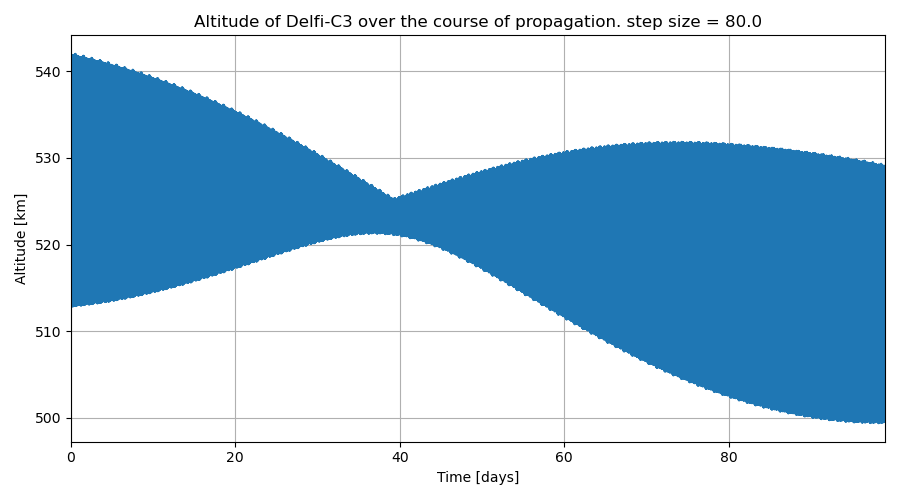 Altitude of Delfi-C3 over the course of propagation. step size = 80.0
540
530
520
510
500
Altitude [km]
0 20 40 60 80
Time [days]